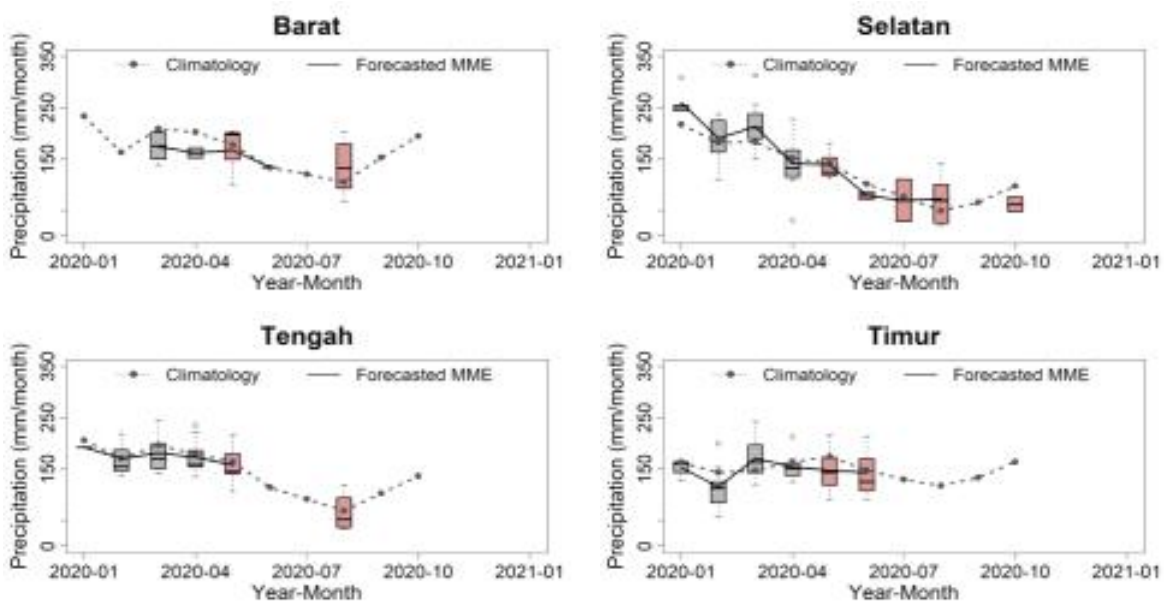 Barat
Precipitation (mm/month)
350
250
150
0
Climatology
Forecasted MME
2020-01
2020-04
2020-07
2020-10
2021-01
Year-Month
Selatan
Precipitation (mm/month)
350
250
150
0
Climatology
Forecasted MME
2020-01
2020-04
2020-07
2020-10
2021-01
Year-Month
Tengah
Precipitation (mm/month)
350
250
150
0
Climatology
Forecasted MME
2020-01
2020-04
2020-07
2020-10
2021-01
Year-Month
Timur
Precipitation (mm/month)
350
250
150
0
Climatology
Forecasted MME
2020-01
2020-04
2020-07
2020-10
2021-01
Year-Month